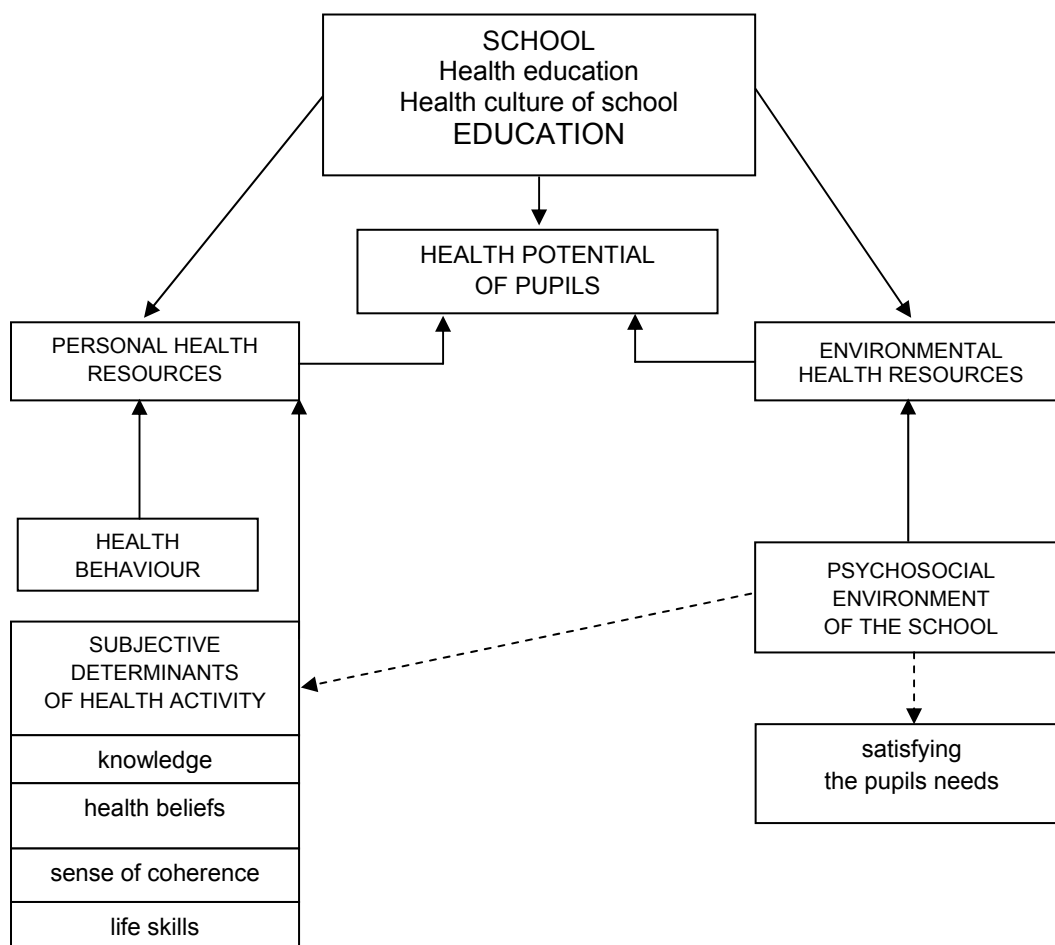 SCHOOL
Health education
Health culture of school
EDUCATION
HEALTH POTENTIAL
OF PUPILS
PERSONAL HEALTH
RESOURCES
ENVIRONMENTAL
HEALTH RESOURCES
HEALTH
BEHAVIOUR
PSYCHOSOCIAL
ENVIRONMENT
OF THE SCHOOL
SUBJECTIVE
DETERMINANTS
OF HEALTH ACTIVITY
knowledge
health beliefs
sense of coherence
life skills
satisfying
the pupils needs